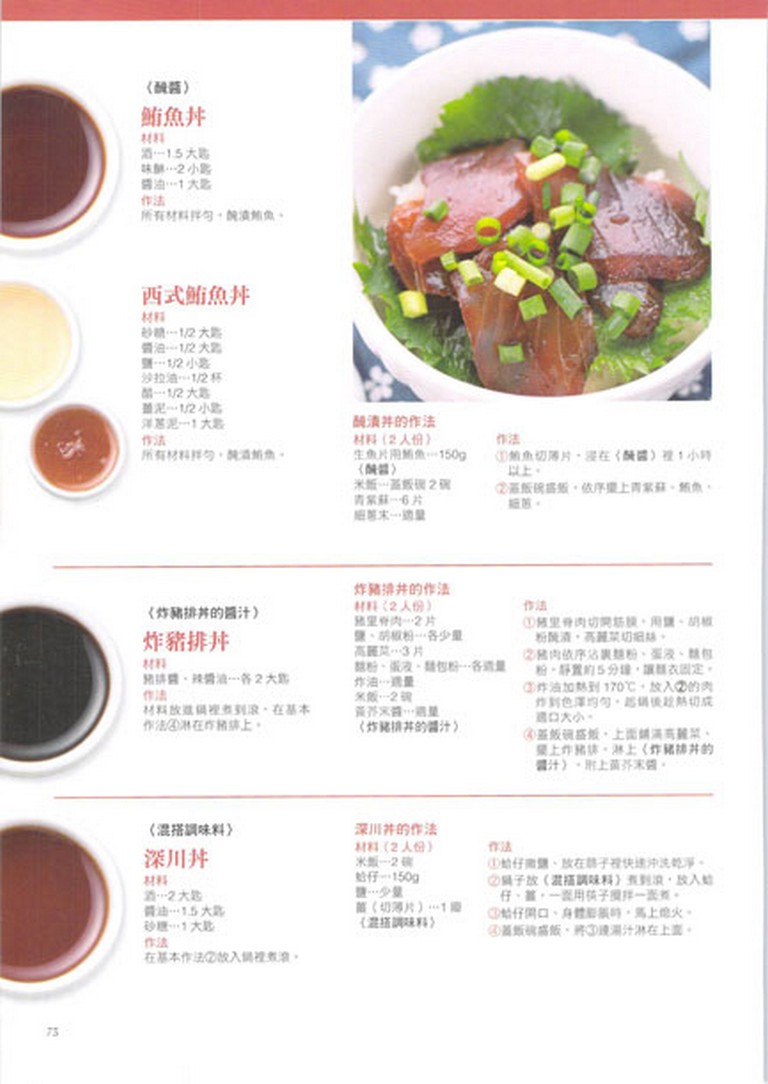 〈醃醬〉
鮪魚丼
材料
酒…1.5 大匙
味醂…2 小匙
醬油…1 大匙
作法
所有材料拌勻，醃漬鮪魚。
西式鮪魚丼
材料
砂糖…1/2 大匙
醬油…1/2 大匙
鹽…1/2 小匙
沙拉油…1/2 杯
醋…1/2 大匙
薑泥…1/2 小匙
洋蔥泥…1 大匙
作法
所有材料拌勻，醃漬鮪魚。
醃漬丼的作法
材料（2 人份）
生魚片用鮪魚…150g
〈醃醬〉
米飯…蓋飯碗 2 碗
青紫蘇…6 片
細蔥末…適量
作法
①鮪魚切薄片，浸在〈醃醬〉裡 1 小時
以上。
②蓋飯碗盛飯，依序擺上青紫蘇、鮪魚、
細蔥。
〈炸豬排丼的醬汁〉
炸豬排丼
材料
豬排醬、辣醬油…各 2 大匙
作法
材料放進鍋裡煮到滾，在基本
作法④淋在炸豬排上。
炸豬排丼的作法
材料（2 人份）
豬里脊肉…2 片
鹽、胡椒粉…各少量
高麗菜…3 片
麵粉、蛋液、麵包粉…各適量
炸油…適量
米飯…2 碗
黃芥末醬…適量
〈炸豬排丼的醬汁〉
作法
①豬里脊肉切開筋膜，用鹽、胡椒
粉醃漬，高麗菜切細絲。
②豬肉依序沾裹麵粉、蛋液、麵包
粉，靜置約 5 分鐘，讓麵衣固定。
③炸油加熱到 170℃，放入②的肉
炸到色澤均勻，起鍋後趁熱切成
適口大小。
④蓋飯碗盛飯，上面鋪滿高麗菜，
擺上炸豬排，淋上〈炸豬排丼的
醬汁〉，附上黃芥末醬。
〈混搭調味料〉
深川丼
材料
酒…2 大匙
醬油…1.5 大匙
砂糖…1 大匙
作法
在基本作法②放入鍋裡煮滾。
深川丼的作法
材料（2 人份）
米飯…2 碗
蛤仔…150g
鹽…少量
薑（切薄片）…1 瓣
〈混搭調味料〉
作法
①蛤仔撒鹽，放在篩子裡快速沖洗乾淨。
②鍋子放〈混搭調味料〉煮到滾，放入蛤
仔、薑，一面用筷子攪拌一面煮。
③蛤仔開口、身體膨脹時，馬上熄火。
④蓋飯碗盛飯，將③連湯汁淋在上面。
73